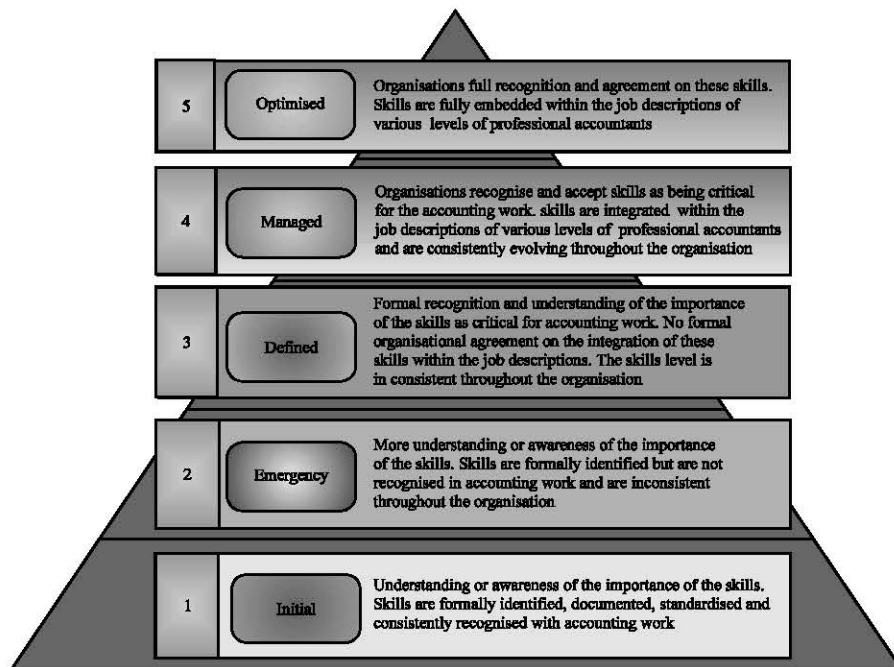 5
Optimised
Organisations full recognition and agreement on these skills.
Skills are fully embedded within the job descriptions of
various levels of professional accountants
4
Managed
Organisations recognise and accept skills as being critical
for the accounting work. skills are integrated within the
job descriptions of various levels of professional accountants
and are consistently evolving throughout the organisation
3
Defined
Formal recognition and understanding of the importance
of the skills as critical for accounting work. No formal
organisational agreement on the integration of these
skills within the job descriptions. The skills level is
in consistent throughout the organisation
2
Emergency
More understanding or awareness of the importance
of the skills. Skills are formally identified but are not
recognised in accounting work and are inconsistent
throughout the organisation
1
Initial
Understanding or awareness of the importance of the skills.
Skills are formally identified, documented, standardised and
consistently recognised with accounting work